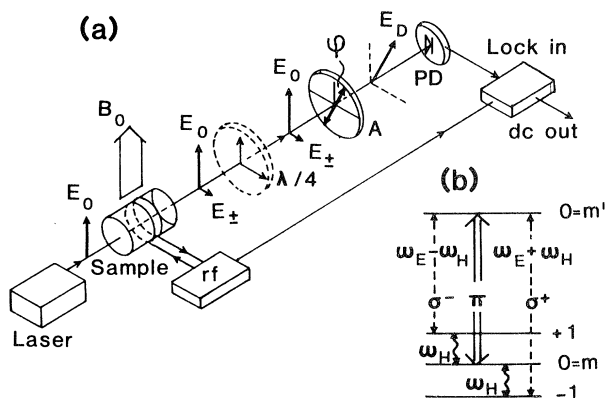 (a)
E_D
φ
E_0
PD
Lock in
B_0
E_0
A
dc out
E_±
λ/4
(b)
E_0
E_±
0=m'
Sample
rf
ω_E-ω_H
ω_E+ω_H
Laser
σ⁻
π
σ⁺
+1
ω_H
0=m
ω_H
-1